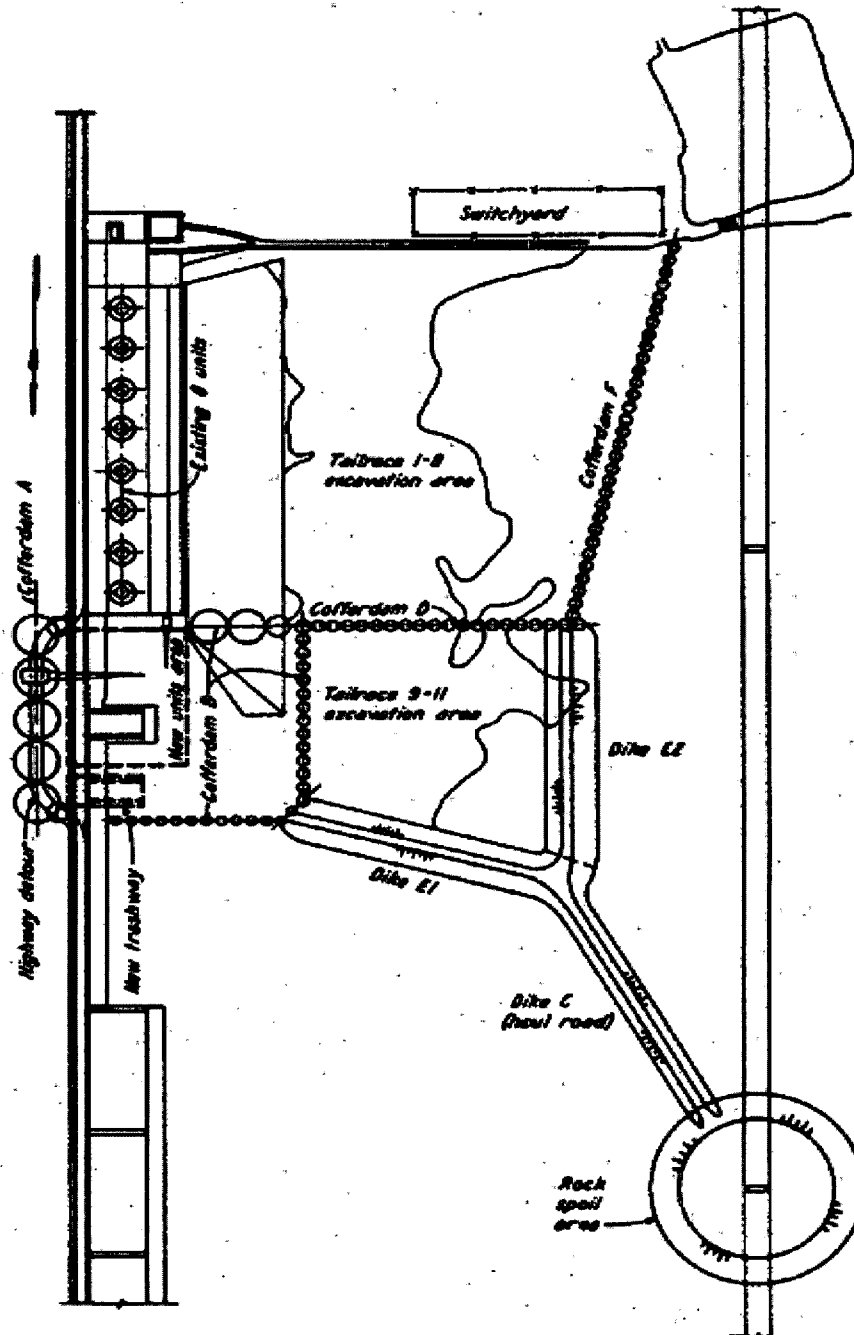 Switchyard
Existing 8 units
Cofferdam A
Tailrace 1-8
excavation area
Cofferdam F
Cofferdam D
New units area
Cofferdam B
Tailrace 9-11
excavation area
Dike E2
Highway detour
New trashway
Dike E1
Dike C
(haul road)
Rock
spoil
area